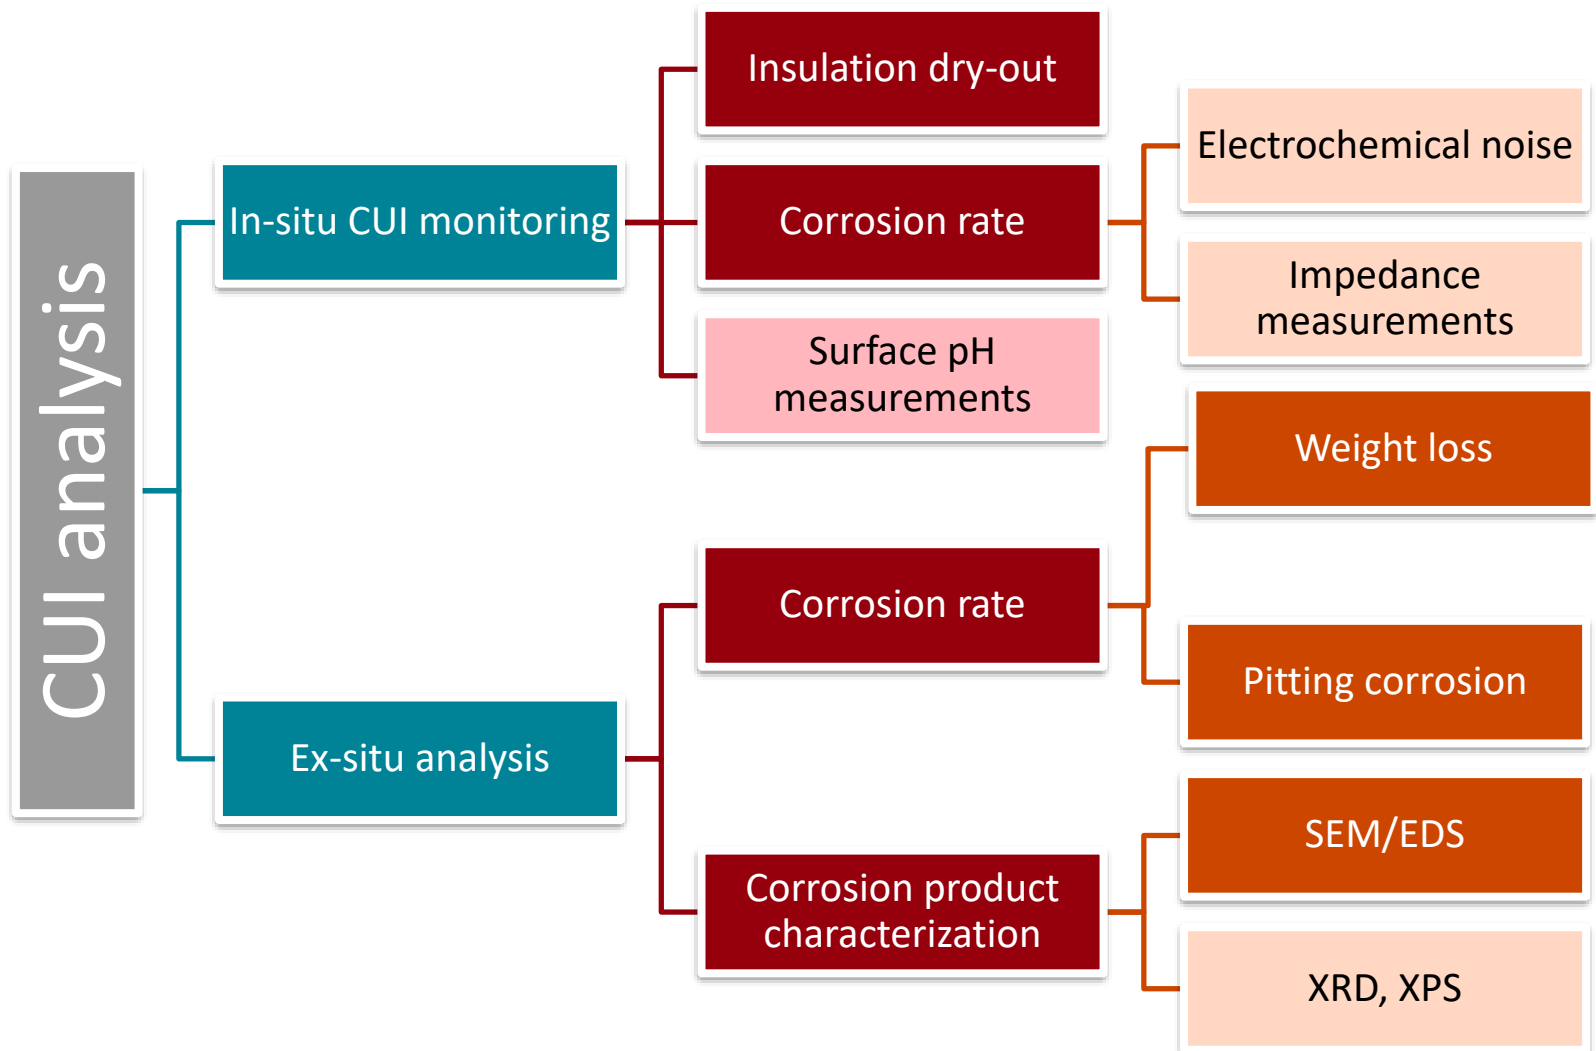 CUI analysis
In-situ CUI monitoring
Insulation dry-out
Corrosion rate
Electrochemical noise
Impedance
measurements
Surface pH
measurements
Ex-situ analysis
Corrosion rate
Weight loss
Pitting corrosion
Corrosion product
characterization
SEM/EDS
XRD, XPS